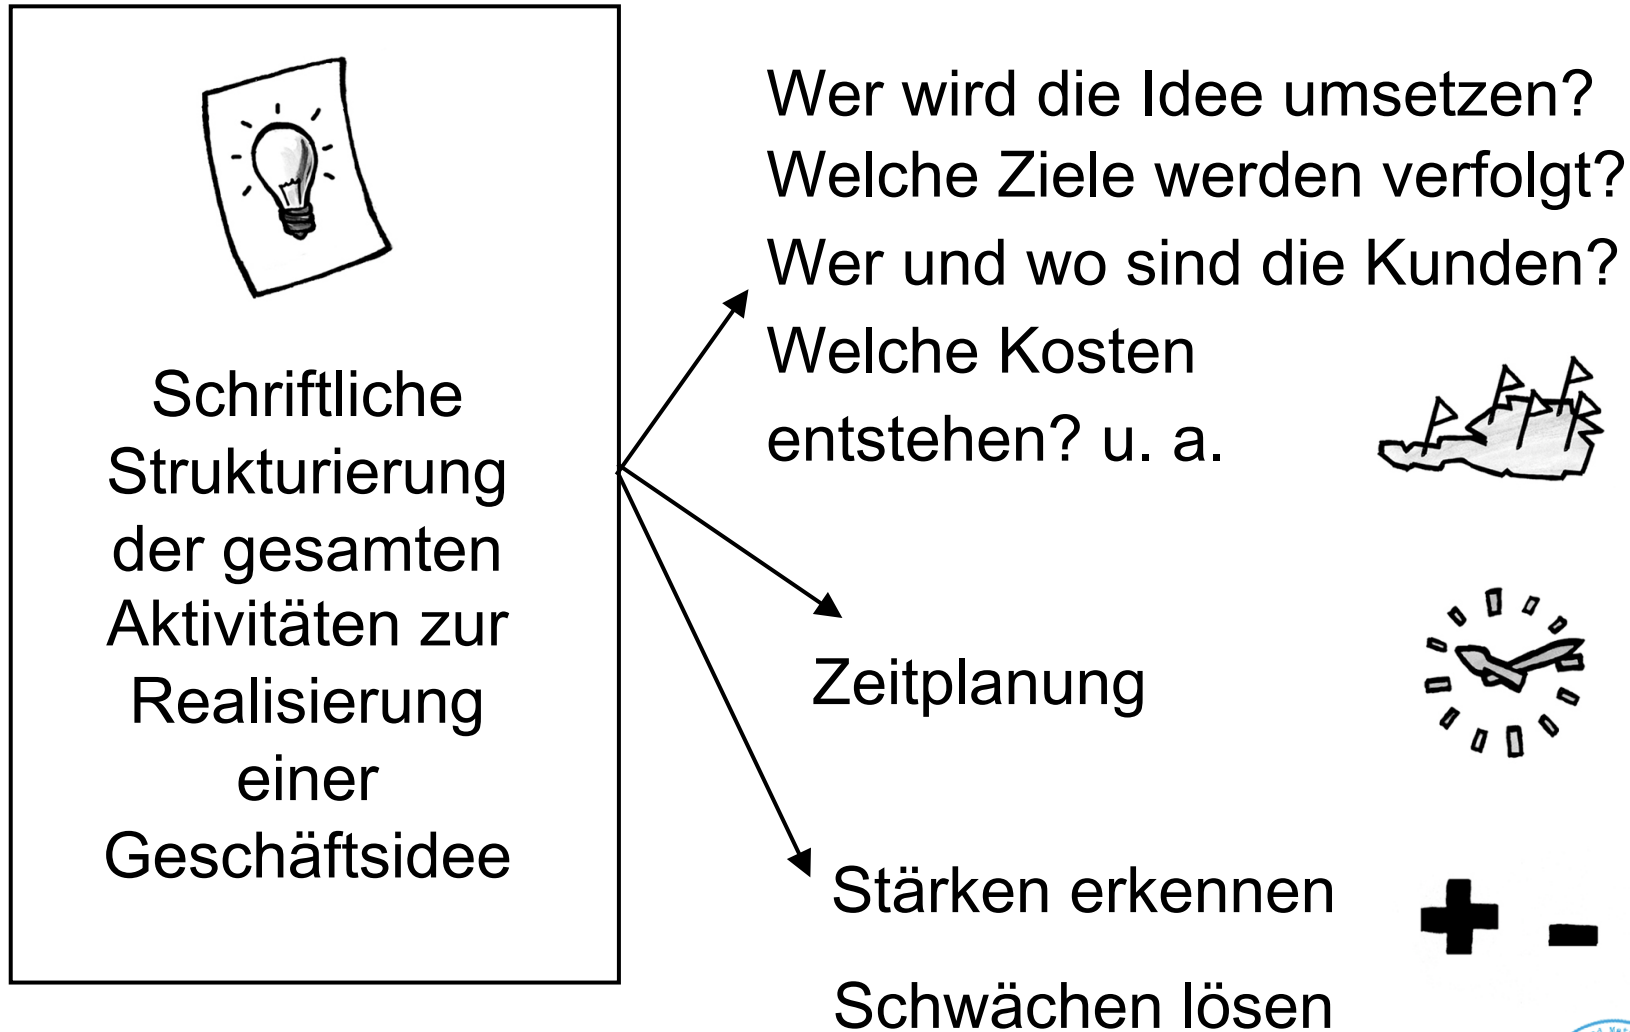 Schriftliche
Strukturierung
der gesamten
Aktivitäten zur
Realisierung
einer
Geschäftsidee
Wer wird die Idee umsetzen?
Welche Ziele werden verfolgt?
Wer und wo sind die Kunden?
Welche Kosten
entstehen? u. a.
Zeitplanung
Stärken erkennen
Schwächen lösen